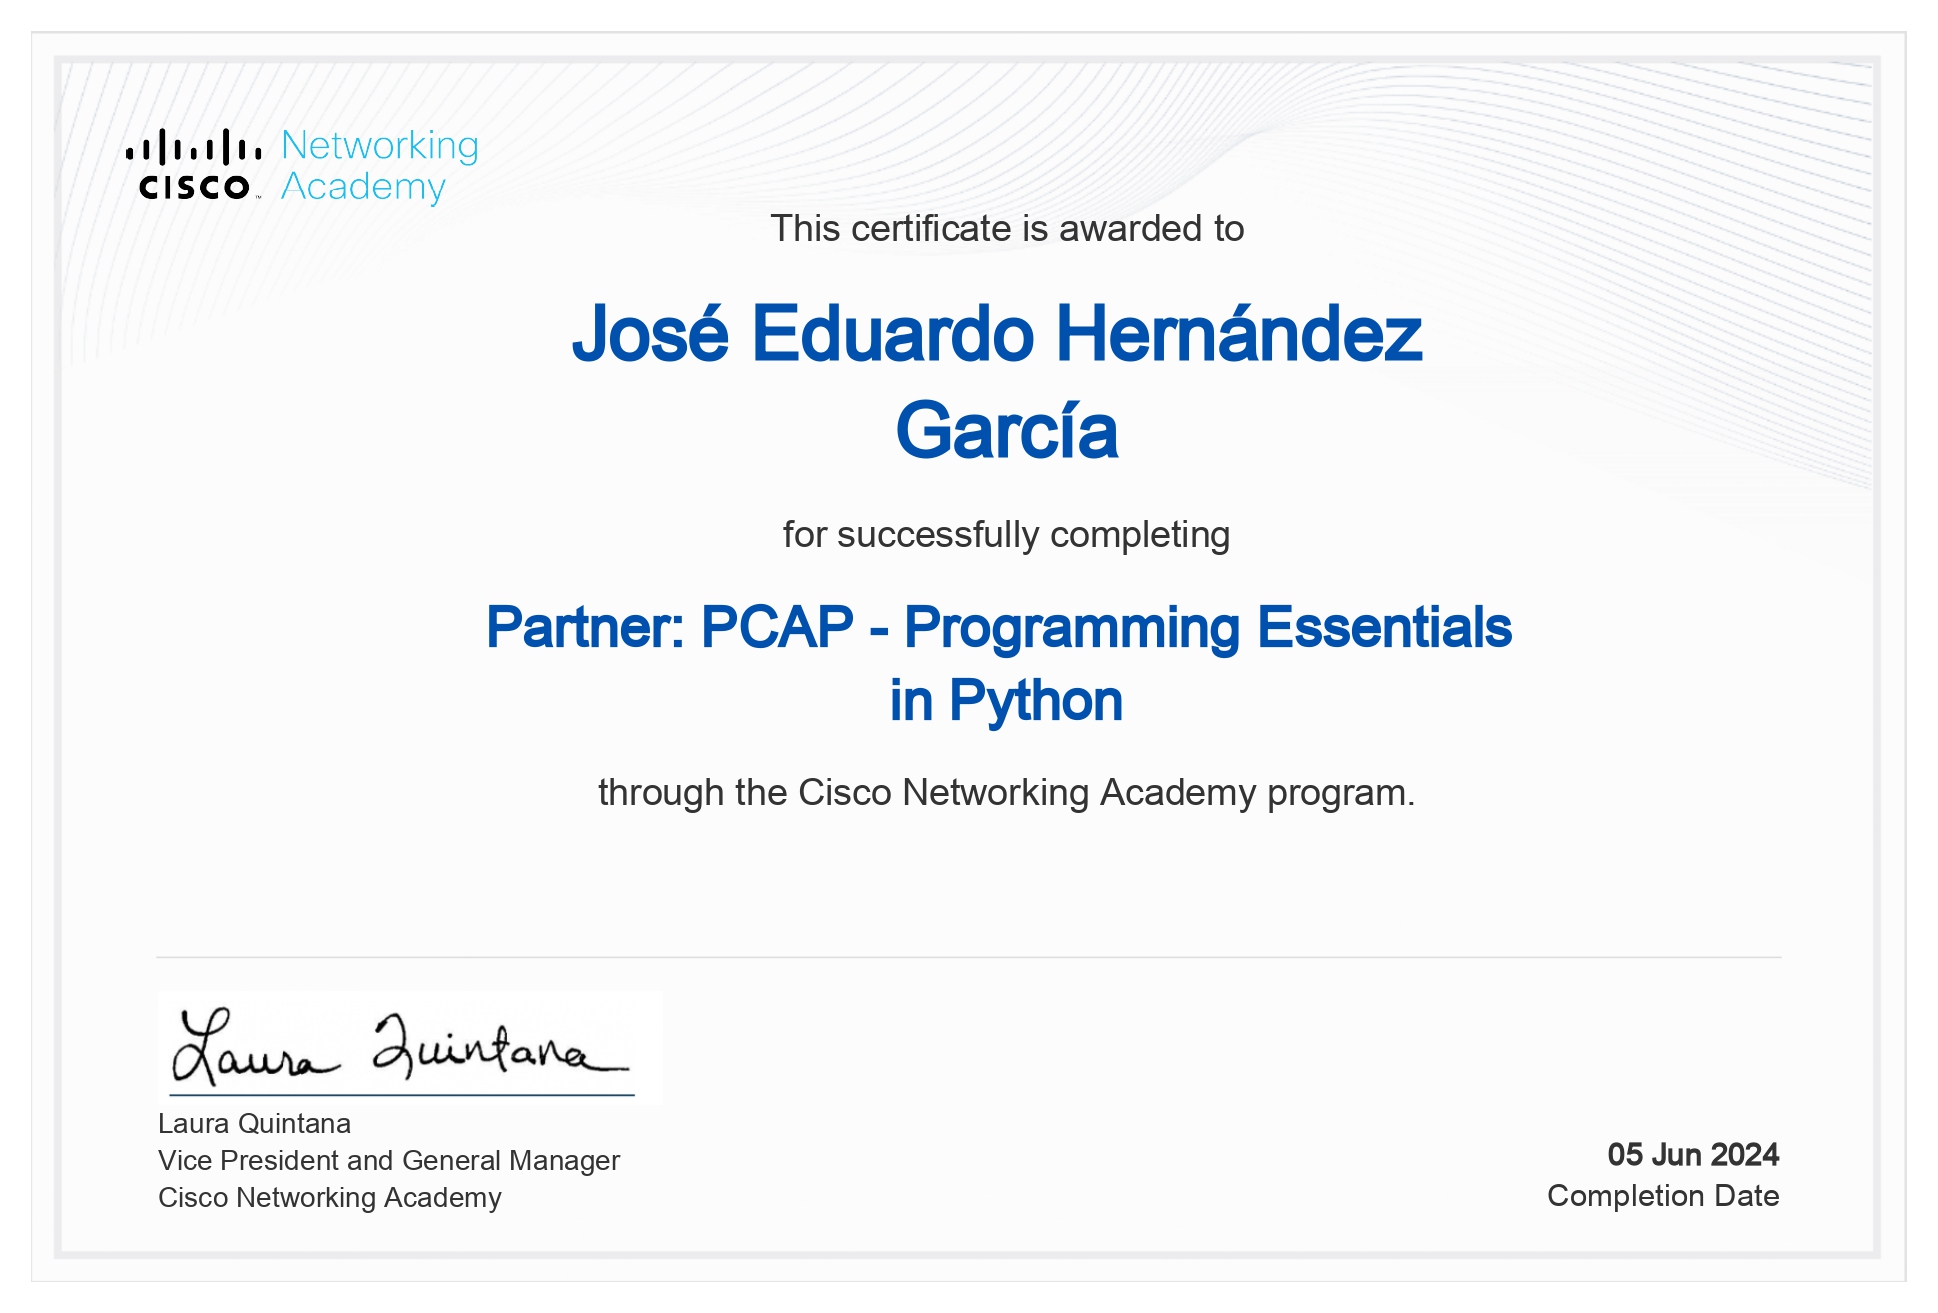 Networking
CISCO™ Academy
This certificate is awarded to
José Eduardo Hernández
García
for successfully completing
Partner: PCAP - Programming Essentials
in Python
through the Cisco Networking Academy program.
Laura Quintana
Laura Quintana
Vice President and General Manager
Cisco Networking Academy
05 Jun 2024
Completion Date